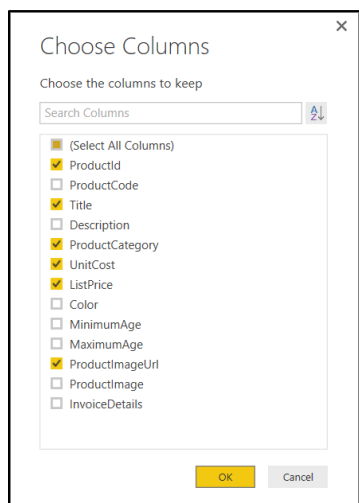 Choose Columns
Choose the columns to keep
Search Columns
(Select All Columns)
ProductId
ProductCode
Title
Description
ProductCategory
UnitCost
ListPrice
Color
MinimumAge
MaximumAge
ProductImageUrl
ProductImage
InvoiceDetails
OK Cancel